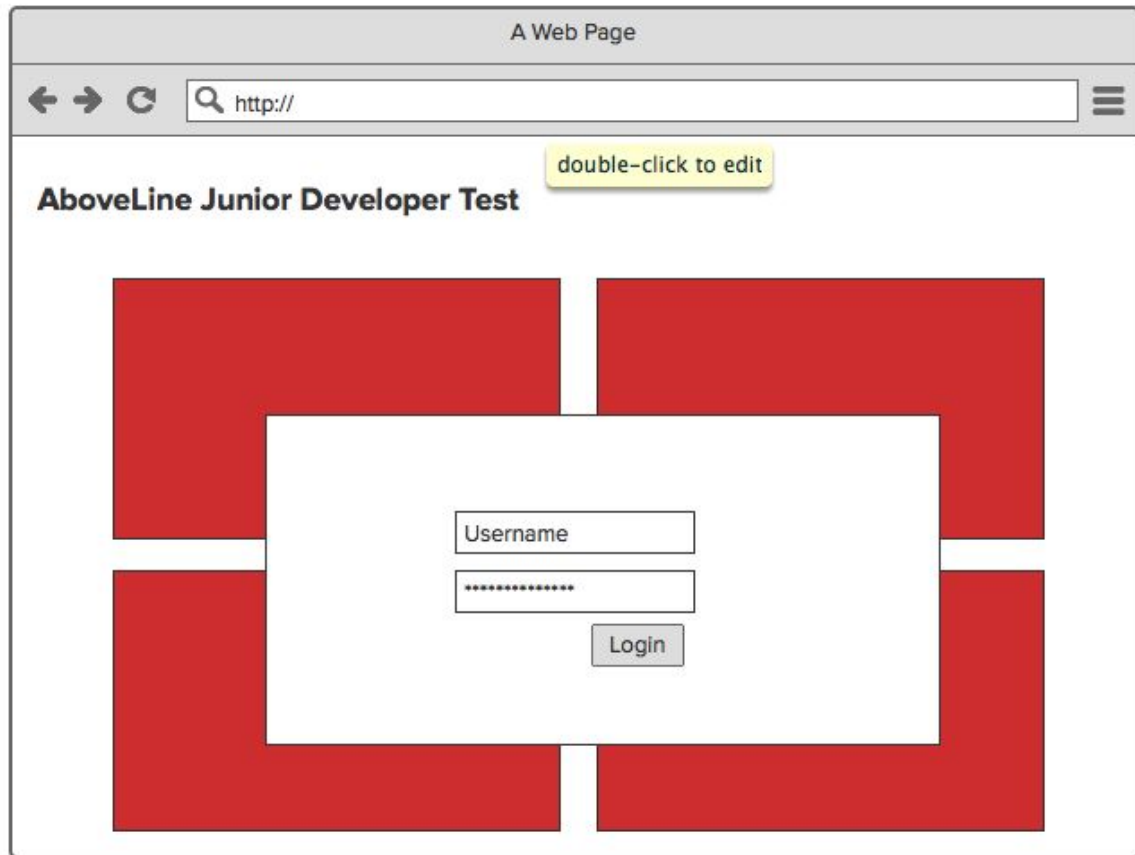 A Web Page
http://
double-click to edit
AboveLine Junior Developer Test
Username
**************
Login